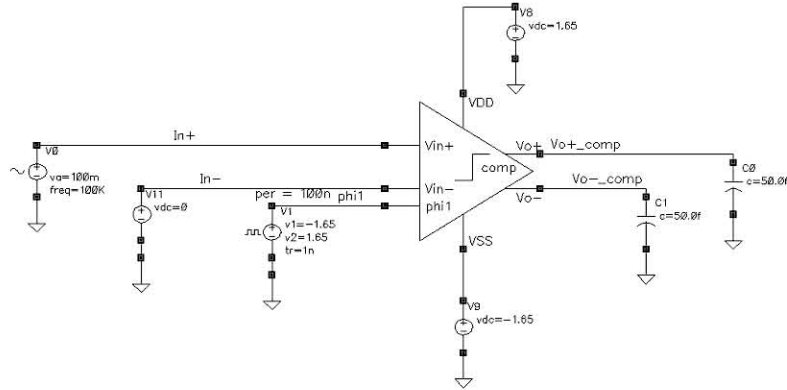 V8
vdc=1.65
VDD
In+
V0
va=100m
freq=100K
Vin+
Vo+
Vo+_comp
comp
C0
c=50.0f
In-
V11
vdc=0
per = 100n
phi1
Vin-
phi1
Vo-_comp
Vo-
C1
c=50.0f
V1
v1=-1.65
v2=1.65
tr=1n
VSS
V9
vdc=-1.65